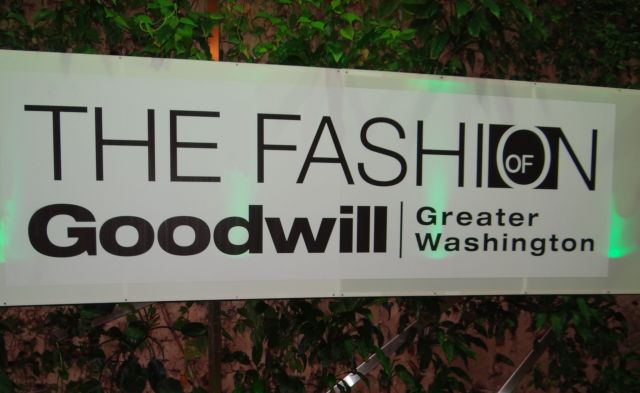 THE FASHION
OF
Goodwill
Greater
Washington